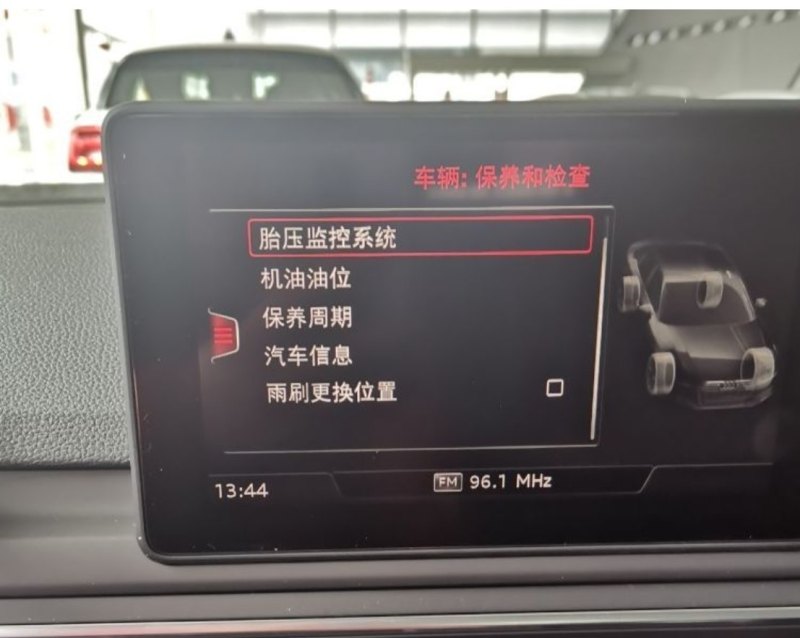 车辆: 保养和检查
胎压监控系统
机油油位
保养周期
汽车信息
雨刷更换位置
13:44
FM 96.1 MHz